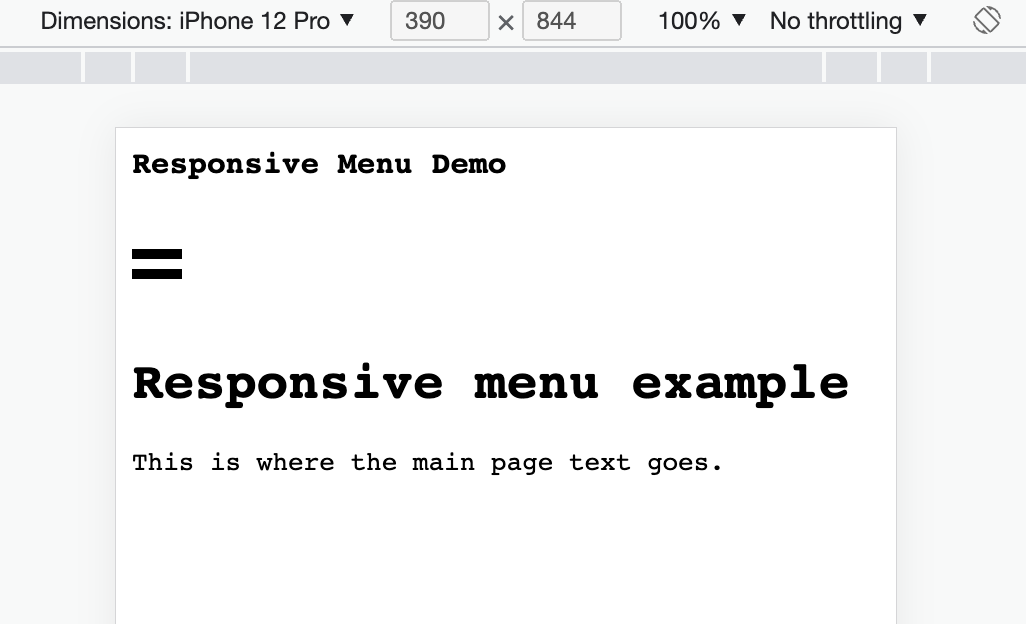 Dimensions: iPhone 12 Pro ▼ 390 × 844 100% ▼ No throttling ▼
Responsive Menu Demo
Responsive menu example
This is where the main page text goes.